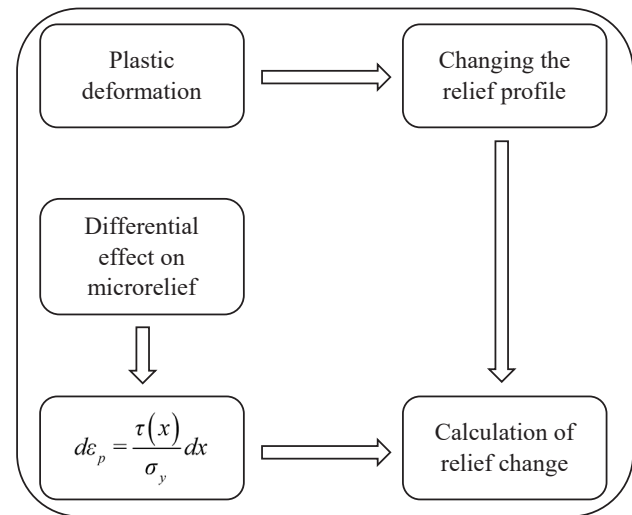 Plastic
deformation
Changing the
relief profile
Differential
effect on
microrelief
dε_p = τ(x)/σ_y dx
Calculation of
relief change